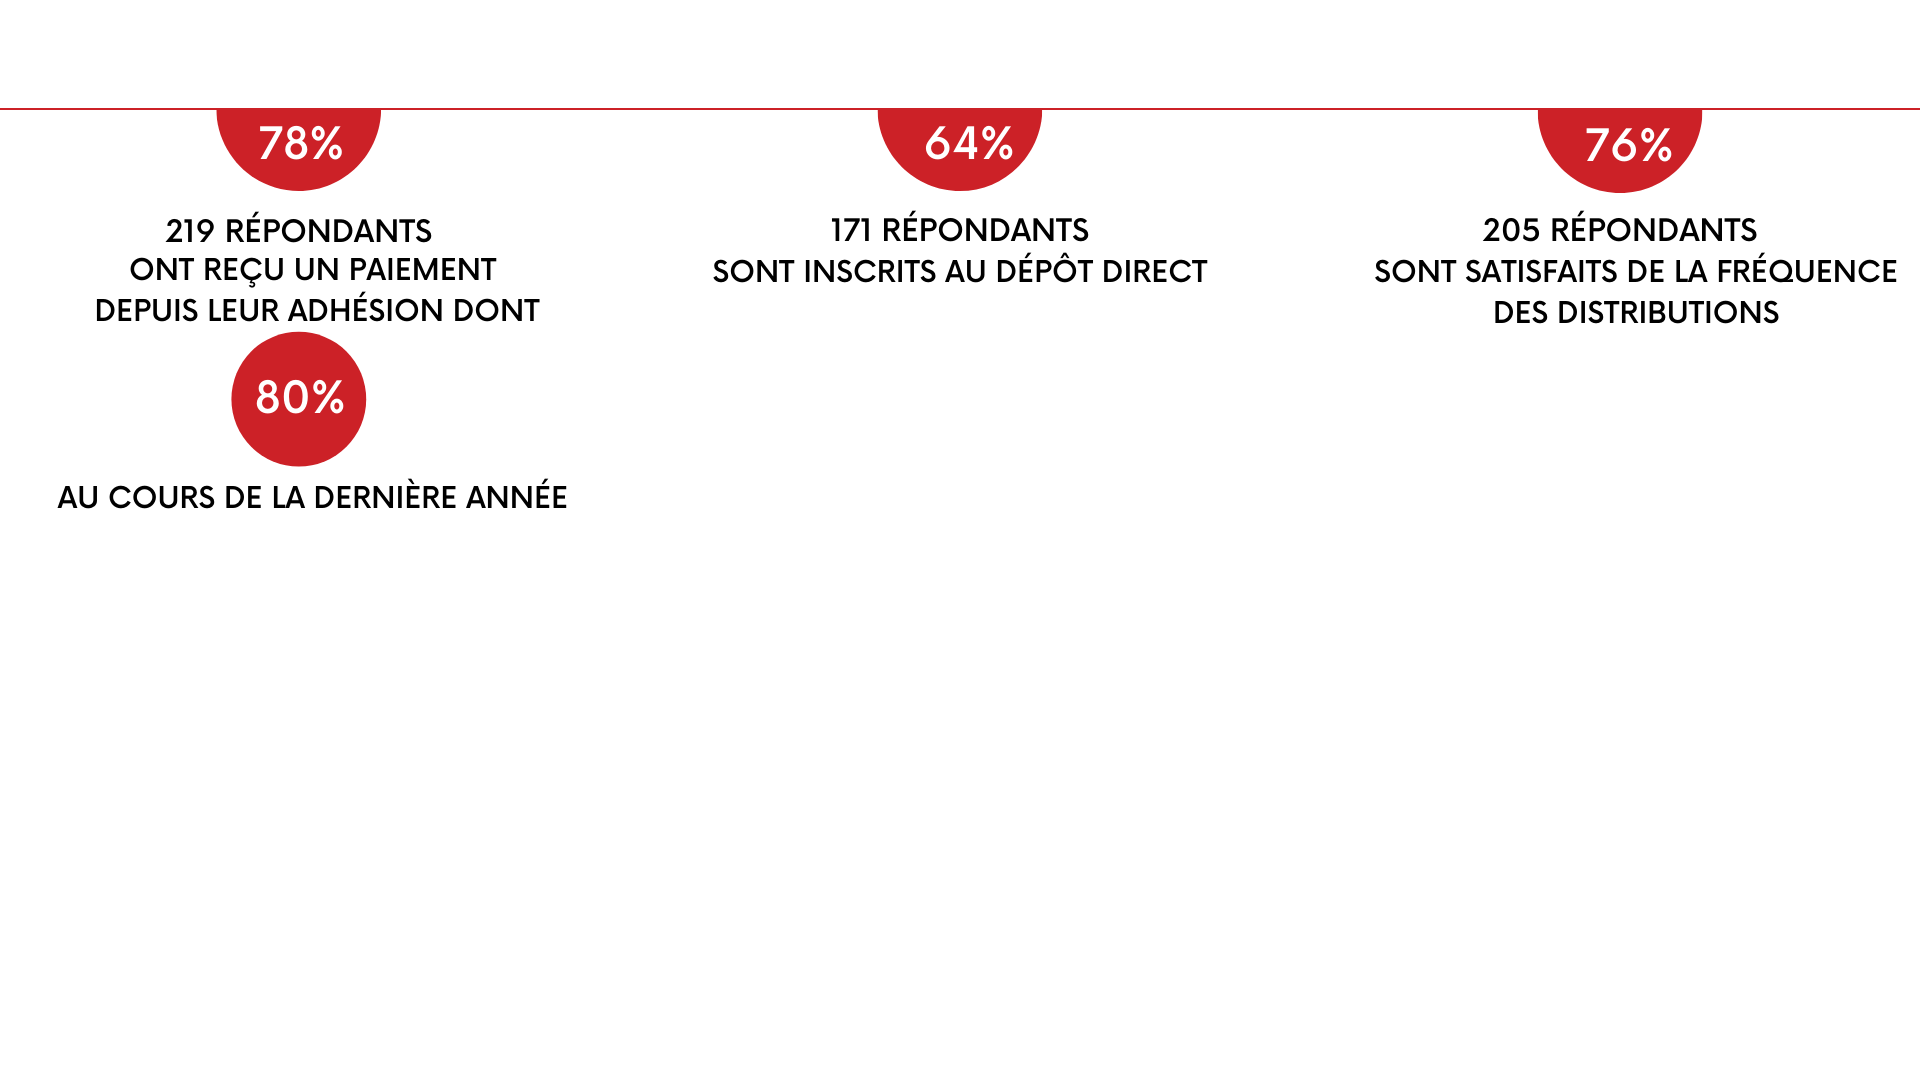 78%
219 RÉPONDANTS
ONT REÇU UN PAIEMENT
DEPUIS LEUR ADHÉSION DONT
80%
AU COURS DE LA DERNIÈRE ANNÉE
64%
171 RÉPONDANTS
SONT INSCRITS AU DÉPÔT DIRECT
76%
205 RÉPONDANTS
SONT SATISFAITS DE LA FRÉQUENCE
DES DISTRIBUTIONS